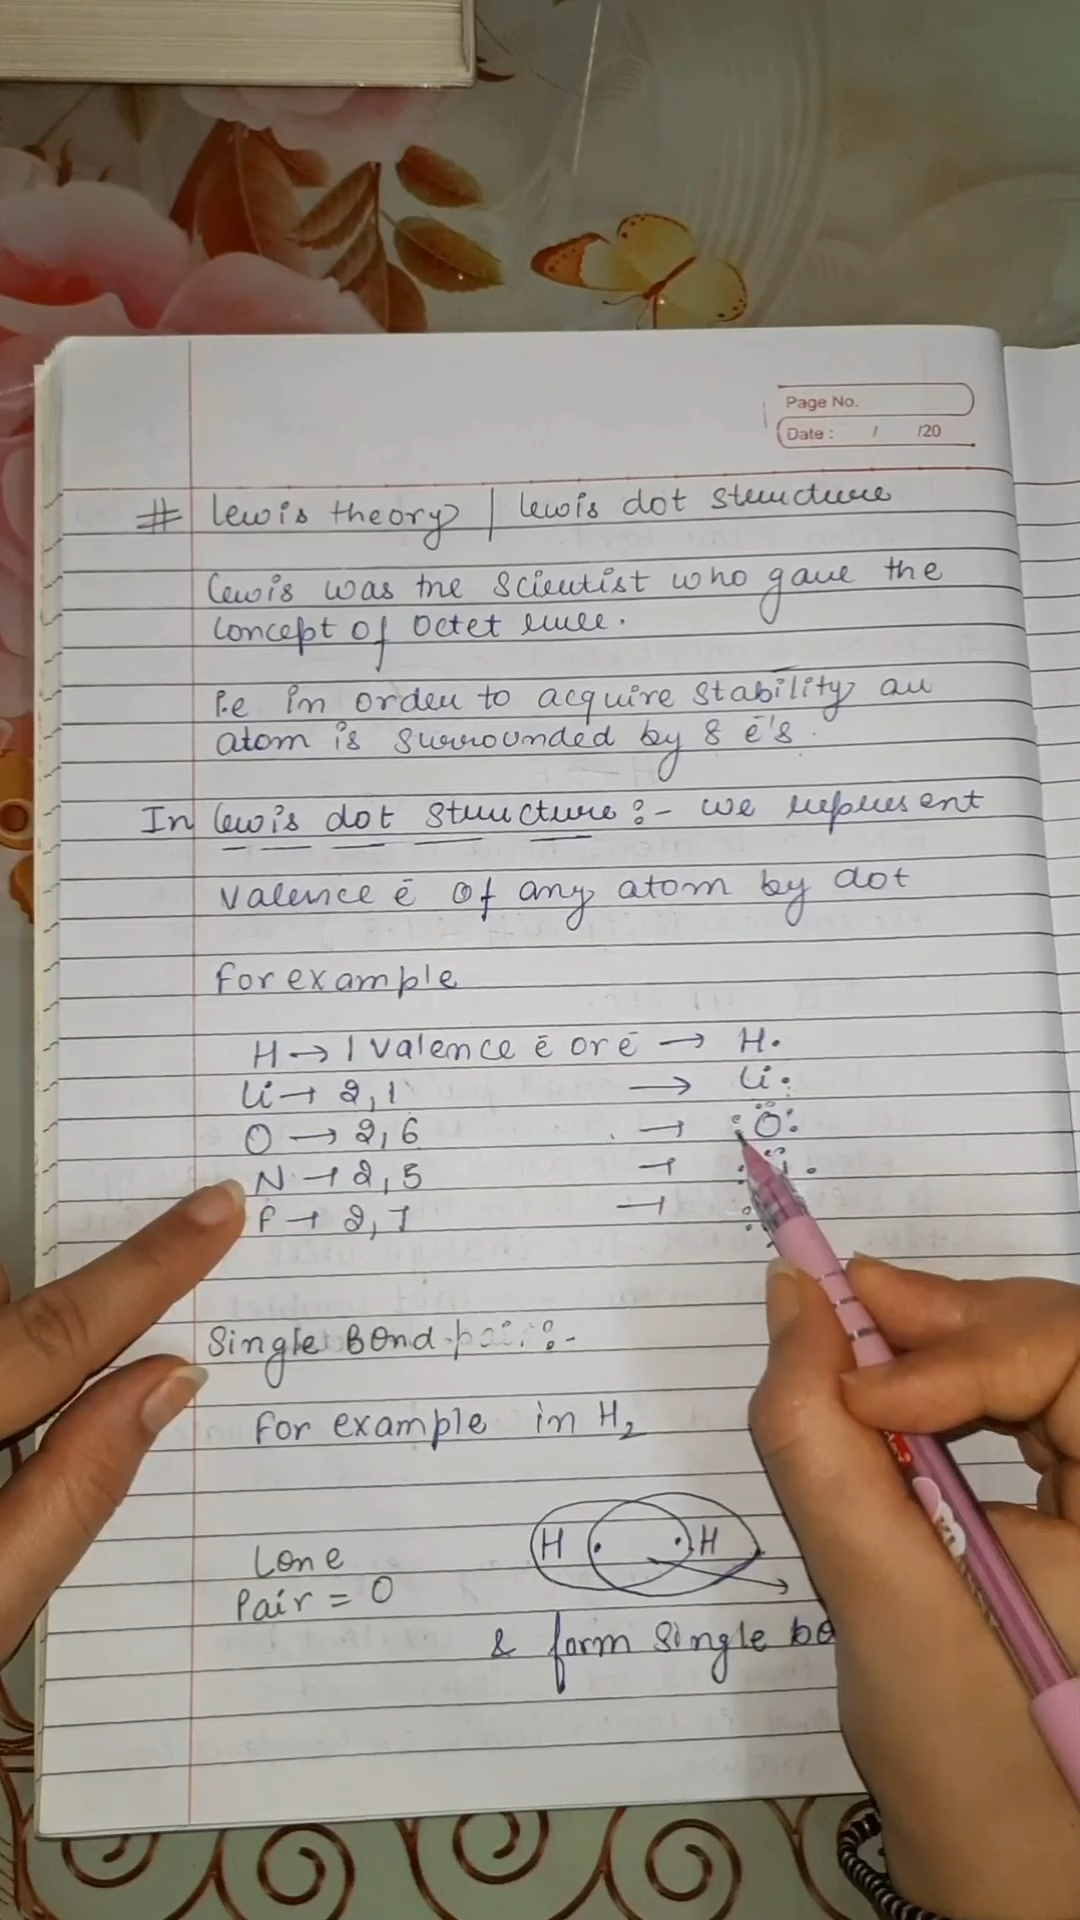 Page No.
Date : / /20
# Lewis theory | Lewis dot structure
Lewis was the scientist who gave the
concept of Octet rule.
i.e in order to acquire stability an
atom is surrounded by 8 ē's.
In Lewis dot structure :- we represent
valence ē of any atom by dot
for example
H → 1 valence ē or ē → H•
Li → 2,1 → Li•
O → 2,6 → :Ö:
N → 2,5 →
F → 2,7 →
Single Bond pair :-
for example in H₂
H • • H
Lone
Pair = 0
& form single